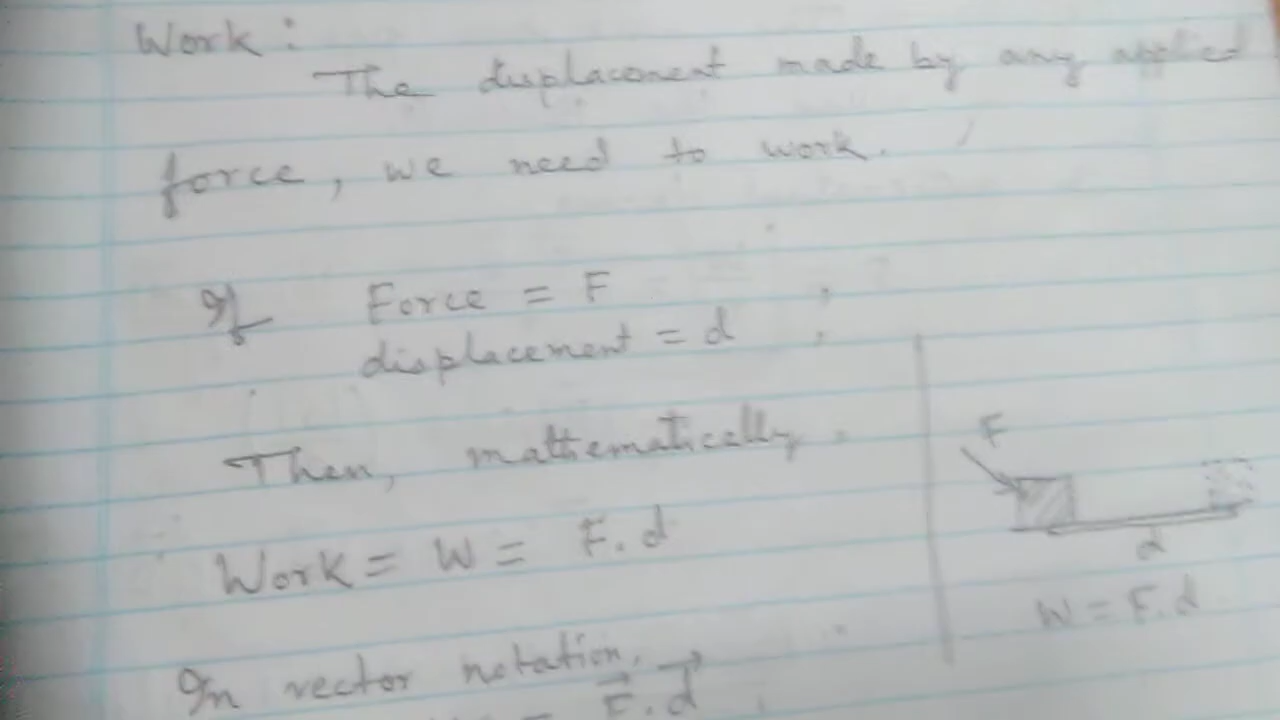 Work:
The displacement made by any applied
force, we need to work.
If Force = F
displacement = d
Then, mathematically,
Work = W = F.d
F
d
W = F.d
In vector notation,
= F⃗.d⃗